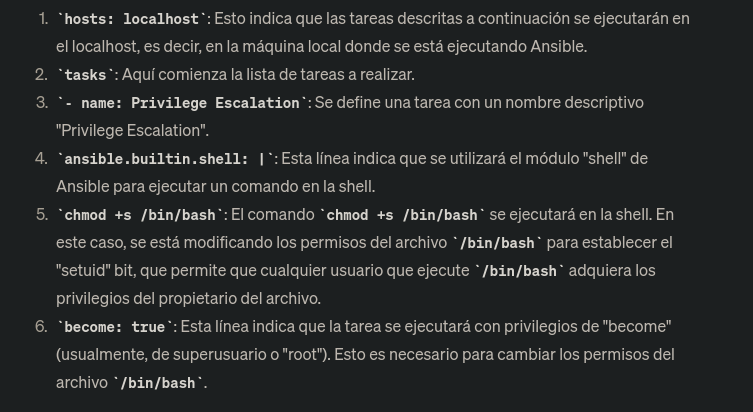 1. `hosts: localhost`: Esto indica que las tareas descritas a continuación se ejecutarán en
el localhost, es decir, en la máquina local donde se está ejecutando Ansible.
2. `tasks`: Aquí comienza la lista de tareas a realizar.
3. `- name: Privilege Escalation`: Se define una tarea con un nombre descriptivo
"Privilege Escalation".
4. `ansible.builtin.shell: |`: Esta línea indica que se utilizará el módulo "shell" de
Ansible para ejecutar un comando en la shell.
5. `chmod +s /bin/bash`: El comando `chmod +s /bin/bash` se ejecutará en la shell. En
este caso, se está modificando los permisos del archivo `/bin/bash` para establecer el
"setuid" bit, que permite que cualquier usuario que ejecute `/bin/bash` adquiera los
privilegios del propietario del archivo.
6. `become: true`: Esta línea indica que la tarea se ejecutará con privilegios de "become"
(usualmente, de superusuario o "root"). Esto es necesario para cambiar los permisos del
archivo `/bin/bash`.